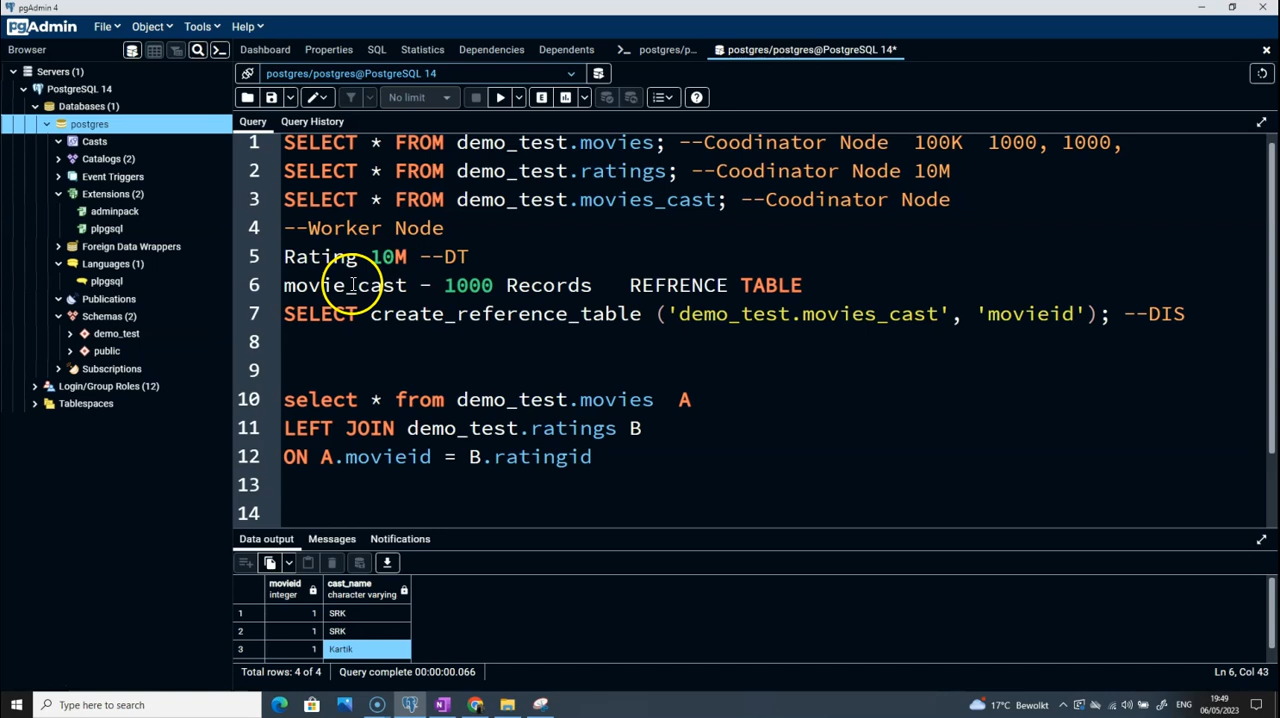 pgAdmin 4
pgAdmin File Object Tools Help
Browser Dashboard Properties SQL Statistics Dependencies Dependents postgres/p... postgres/postgres@PostgreSQL 14*
Servers (1)
PostgreSQL 14
Databases (1)
postgres
Casts
Catalogs (2)
Event Triggers
Extensions (2)
adminpack
plpgsql
Foreign Data Wrappers
Languages (1)
plpgsql
Publications
Schemas (2)
demo_test
public
Subscriptions
Login/Group Roles (12)
Tablespaces
postgres/postgres@PostgreSQL 14
No limit
Query Query History
1 SELECT * FROM demo_test.movies; --Coodinator Node 100K 1000, 1000,
2 SELECT * FROM demo_test.ratings; --Coodinator Node 10M
3 SELECT * FROM demo_test.movies_cast; --Coodinator Node
4 --Worker Node
5 Rating 10M --DT
6 movie_cast - 1000 Records REFRENCE TABLE
7 SELECT create_reference_table ('demo_test.movies_cast', 'movieid'); --DIS
8
9
10 select * from demo_test.movies A
11 LEFT JOIN demo_test.ratings B
12 ON A.movieid = B.ratingid
13
14
Data output Messages Notifications
movieid cast_name
integer character varying
1 1 SRK
2 1 SRK
3 1 Kartik
Total rows: 4 of 4 Query complete 00:00:00.066 Ln 6, Col 43
Type here to search 17°C Bewolkt ENG 19:49
06/05/2023